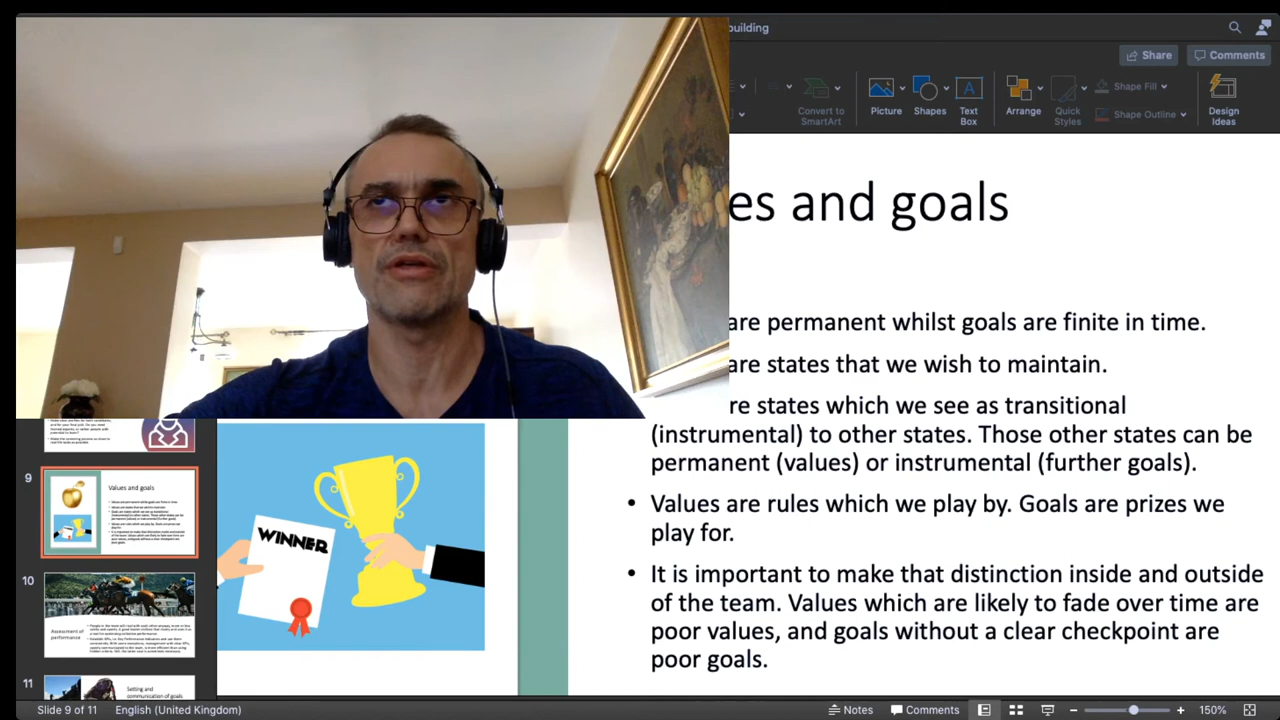 building
Share
Comments
Convert to
SmartArt
Picture
Shapes
Text
Box
Arrange
Quick
Styles
Shape Fill
Shape Outline
Design
Ideas
es and goals
are permanent whilst goals are finite in time.
are states that we wish to maintain.
re states which we see as transitional
(instrumental) to other states. Those other states can be
permanent (values) or instrumental (further goals).
• Values are rules which we play by. Goals are prizes we
play for.
• It is important to make that distinction inside and outside
of the team. Values which are likely to fade over time are
poor values, and goals without a clear checkpoint are
poor goals.
WINNER
9
Values and goals
10
Assessment of
performance
11
Setting and
communication of goals
Slide 9 of 11
English (United Kingdom)
Notes
Comments
150%